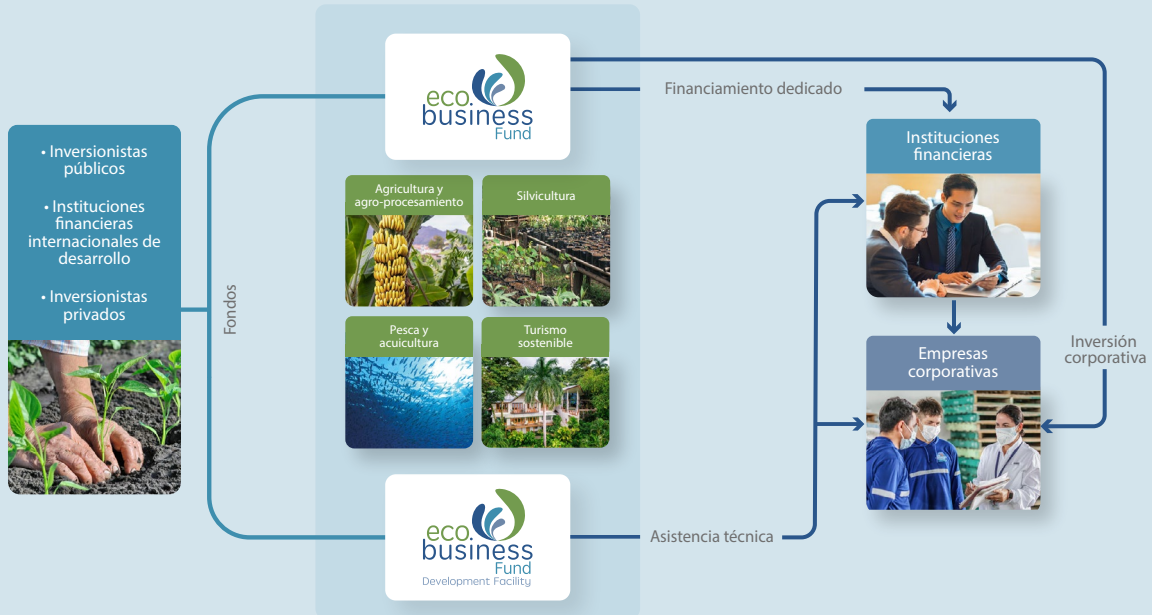 • Inversionistas
públicos
• Instituciones
financieras
internacionales de
desarrollo
• Inversionistas
privados
Fondos
eco.
business
Fund
Agricultura y
agro-procesamiento
Silvicultura
Pesca y
acuicultura
Turismo
sostenible
eco.
business
Fund
Development Facility
Financiamiento dedicado
Asistencia técnica
Instituciones
financieras
Empresas
corporativas
Inversión
corporativa